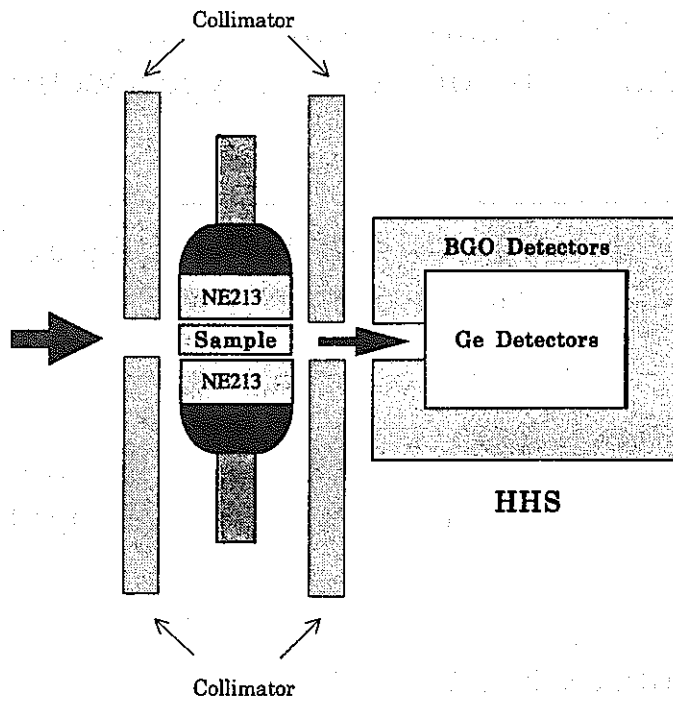 Collimator
BGO Detectors
NE213
Sample
Ge Detectors
NE213
HHS
Collimator